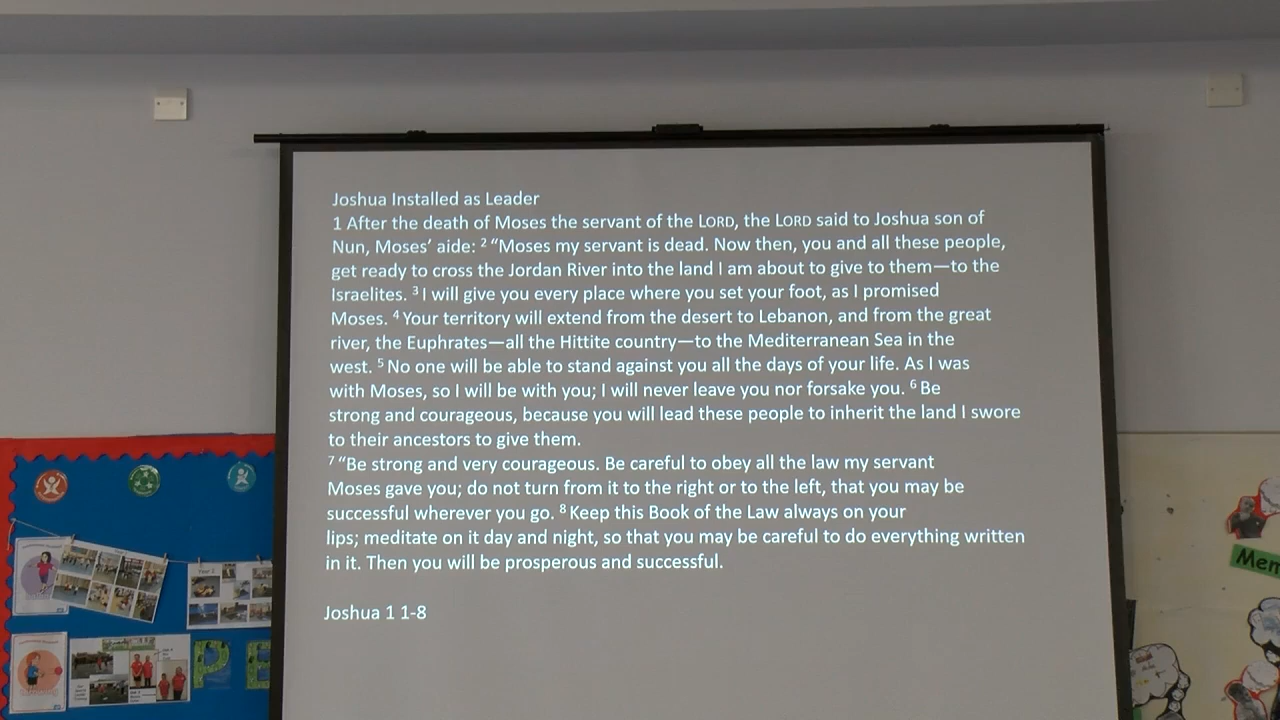 Joshua Installed as Leader
1 After the death of Moses the servant of the LORD, the LORD said to Joshua son of
Nun, Moses’ aide: ² “Moses my servant is dead. Now then, you and all these people,
get ready to cross the Jordan River into the land I am about to give to them—to the
Israelites. ³ I will give you every place where you set your foot, as I promised
Moses. ⁴ Your territory will extend from the desert to Lebanon, and from the great
river, the Euphrates—all the Hittite country—to the Mediterranean Sea in the
west. ⁵ No one will be able to stand against you all the days of your life. As I was
with Moses, so I will be with you; I will never leave you nor forsake you. ⁶ Be
strong and courageous, because you will lead these people to inherit the land I swore
to their ancestors to give them.
⁷ “Be strong and very courageous. Be careful to obey all the law my servant
Moses gave you; do not turn from it to the right or to the left, that you may be
successful wherever you go. ⁸ Keep this Book of the Law always on your
lips; meditate on it day and night, so that you may be careful to do everything written
in it. Then you will be prosperous and successful.
Joshua 1 1-8
PE
Mem